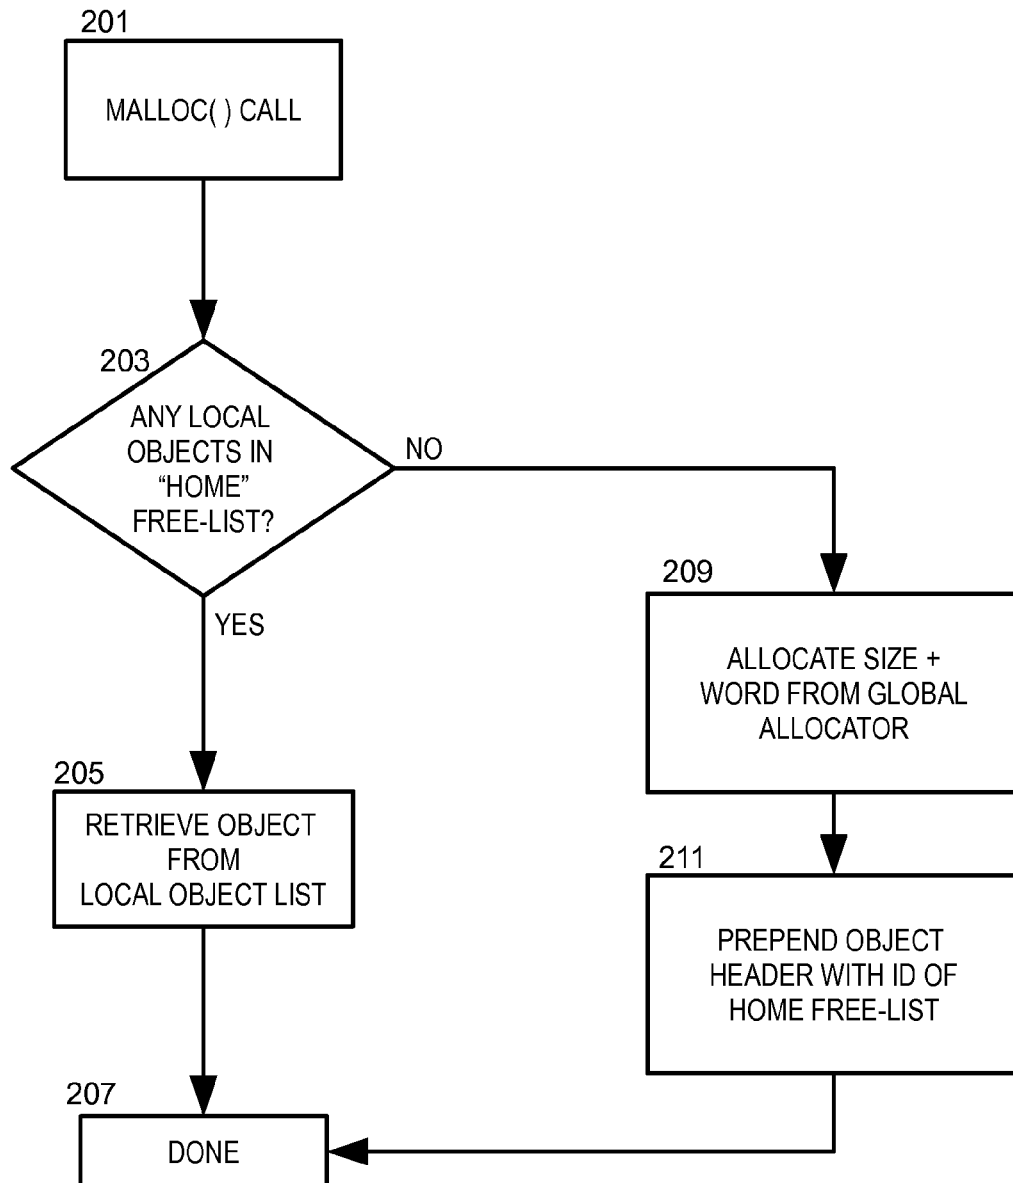 201
MALLOC( ) CALL
203
ANY LOCAL
OBJECTS IN
“HOME”
FREE-LIST?
NO
YES
209
ALLOCATE SIZE +
WORD FROM GLOBAL
ALLOCATOR
205
RETRIEVE OBJECT
FROM
LOCAL OBJECT LIST
211
PREPEND OBJECT
HEADER WITH ID OF
HOME FREE-LIST
207
DONE